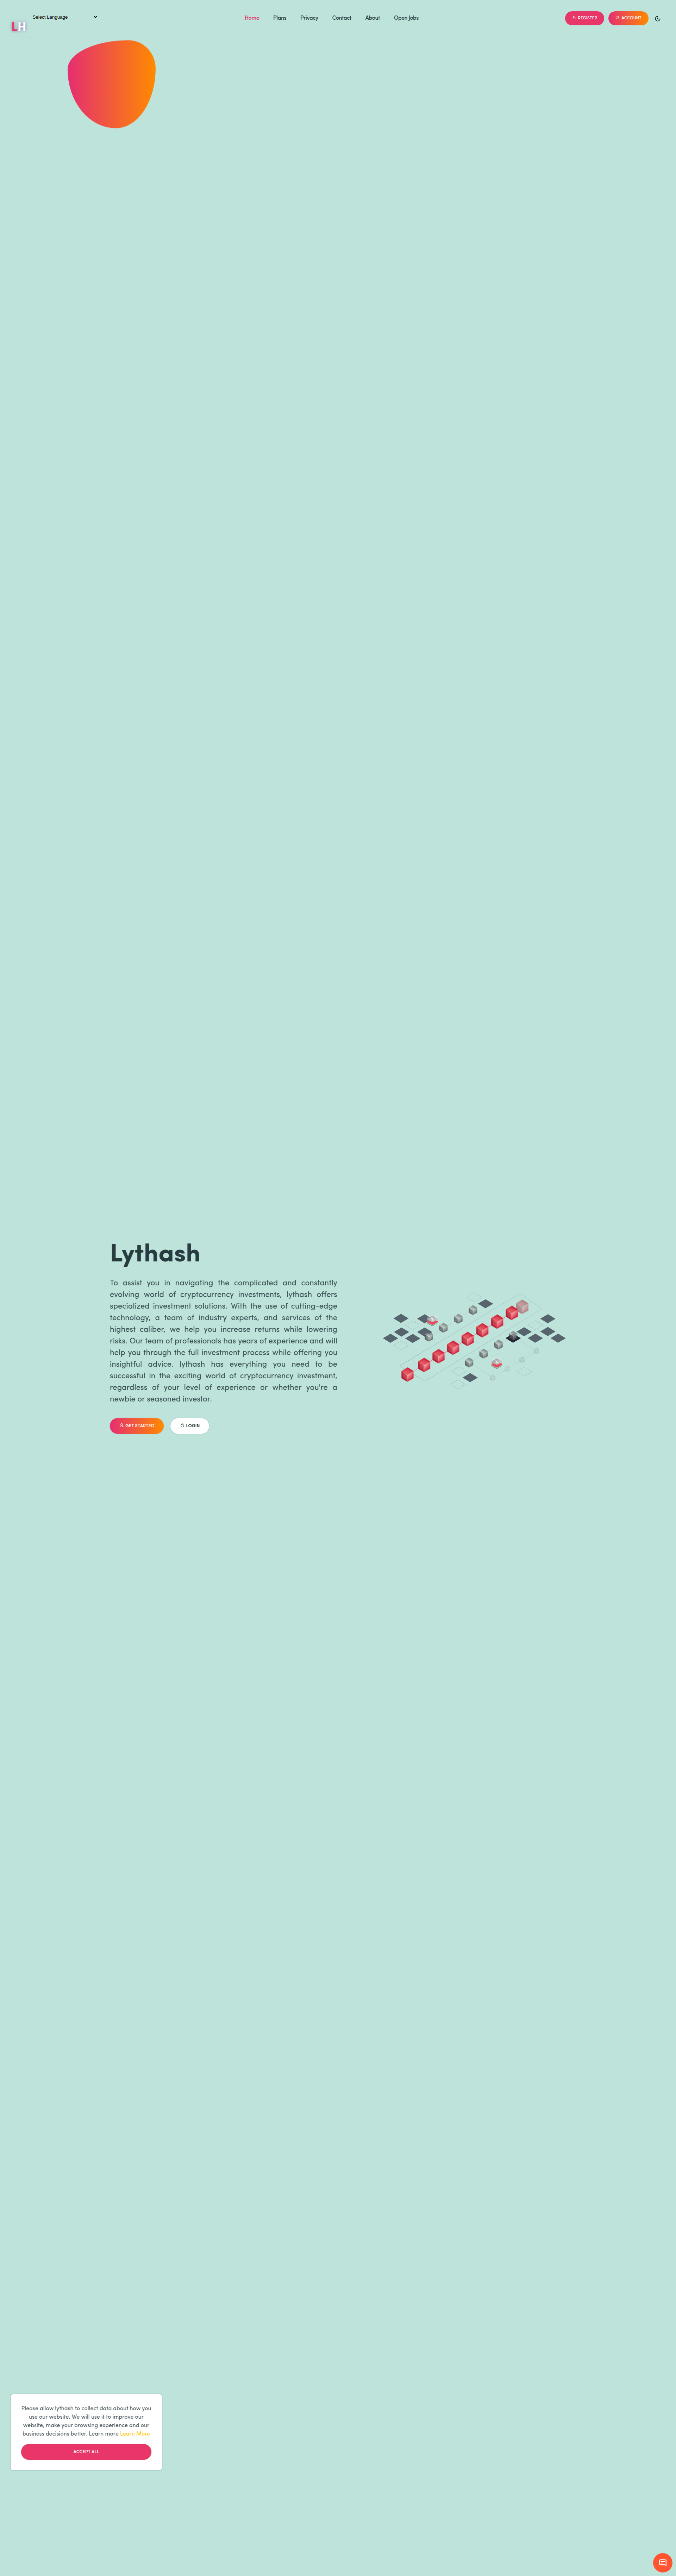 LH
Select Language
Home
Plans
Privacy
Contact
About
Open Jobs
REGISTER
ACCOUNT
Lythash
To assist you in navigating the complicated and constantly
evolving world of cryptocurrency investments, lythash offers
specialized investment solutions. With the use of cutting-edge
technology, a team of industry experts, and services of the
highest caliber, we help you increase returns while lowering
risks. Our team of professionals has years of experience and will
help you through the full investment process while offering you
insightful advice. lythash has everything you need to be
successful in the exciting world of cryptocurrency investment,
regardless of your level of experience or whether you're a
newbie or seasoned investor.
GET STARTED
LOGIN
Please allow lythash to collect data about how you
use our website. We will use it to improve our
website, make your browsing experience and our
business decisions better. Learn more Learn More
ACCEPT ALL